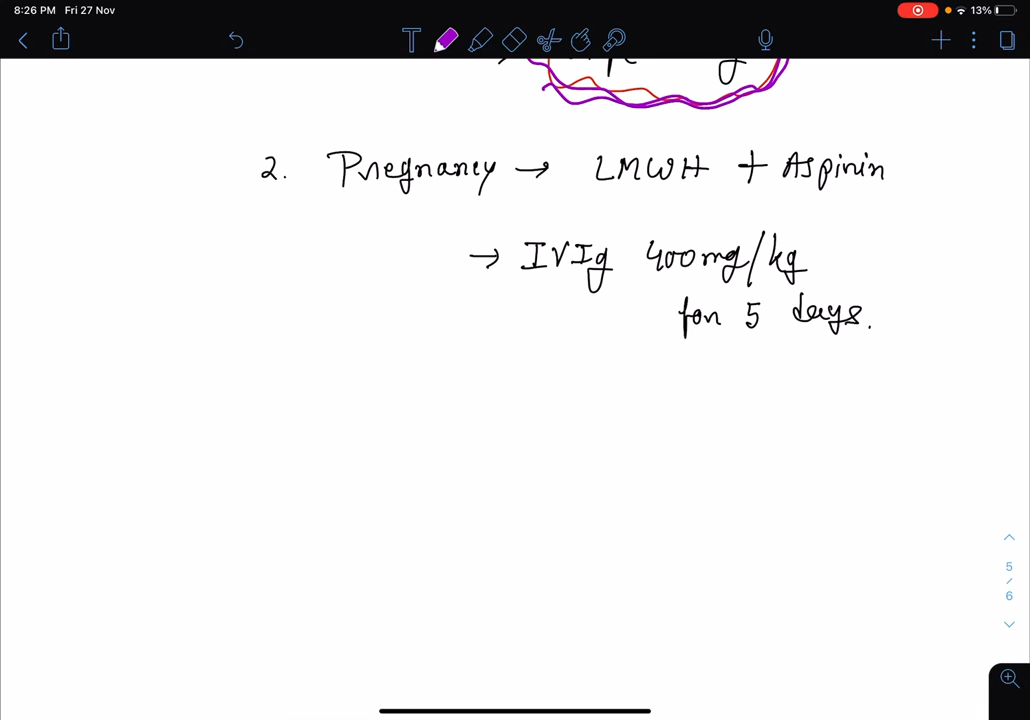 8:26 PM Fri 27 Nov 13%
T
2. Pregnancy → LMWH + Aspirin
→ IVIg 400mg/kg
for 5 days.
5
/
6